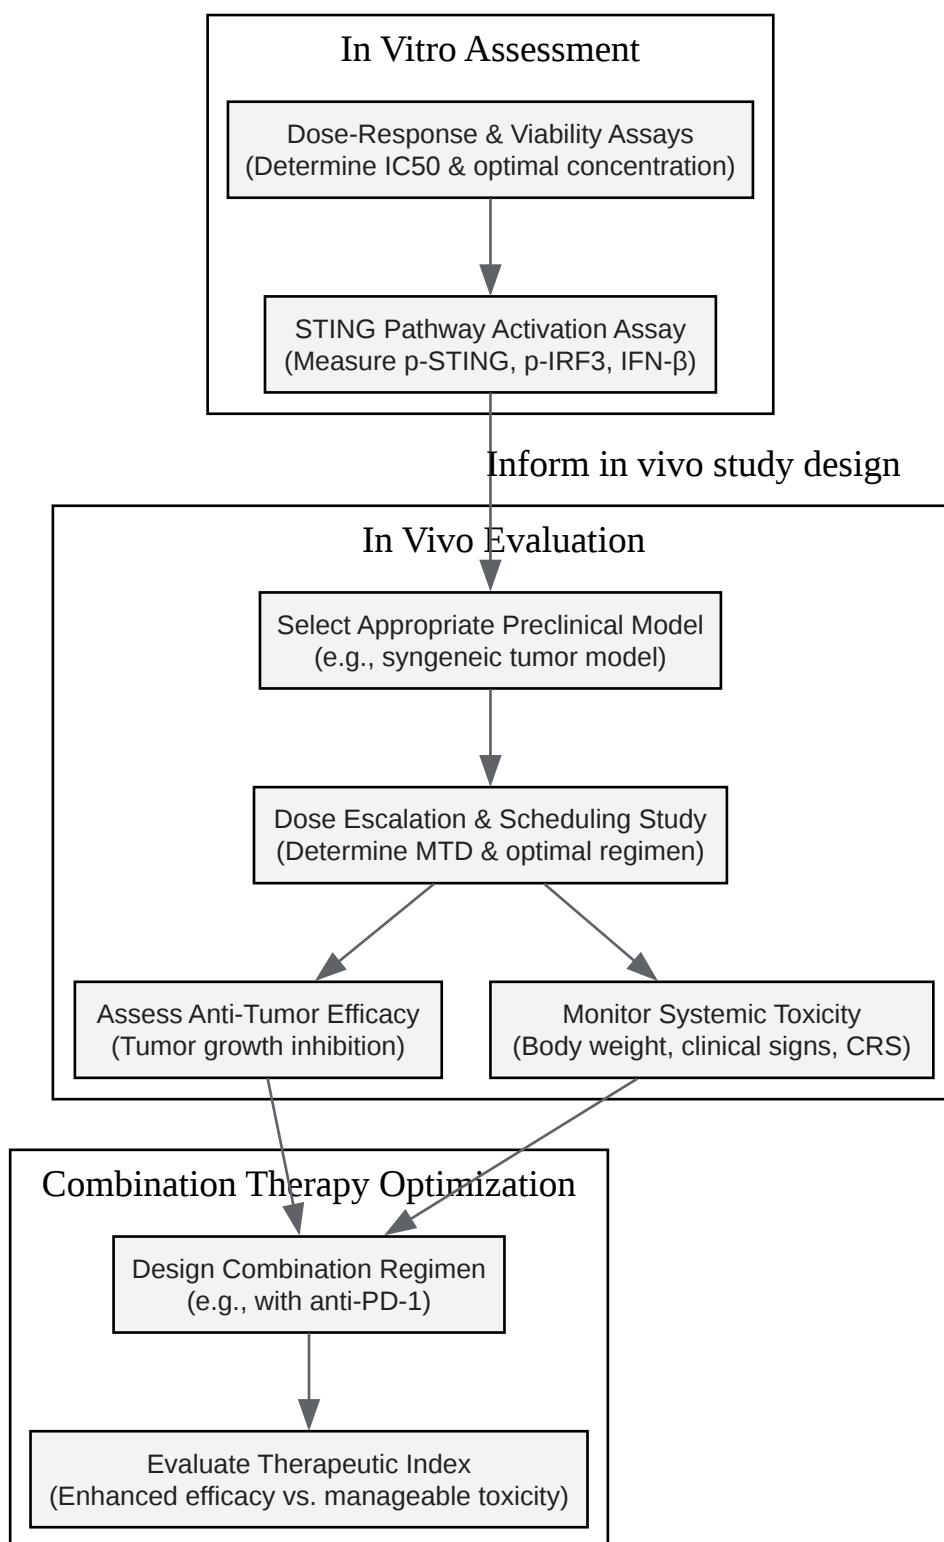 In Vitro Assessment
Dose-Response & Viability Assays
(Determine IC50 & optimal concentration)
STING Pathway Activation Assay
(Measure p-STING, p-IRF3, IFN-β)
Inform in vivo study design
In Vivo Evaluation
Select Appropriate Preclinical Model
(e.g., syngeneic tumor model)
Dose Escalation & Scheduling Study
(Determine MTD & optimal regimen)
Assess Anti-Tumor Efficacy
(Tumor growth inhibition)
Monitor Systemic Toxicity
(Body weight, clinical signs, CRS)
Combination Therapy Optimization
Design Combination Regimen
(e.g., with anti-PD-1)
Evaluate Therapeutic Index
(Enhanced efficacy vs. manageable toxicity)